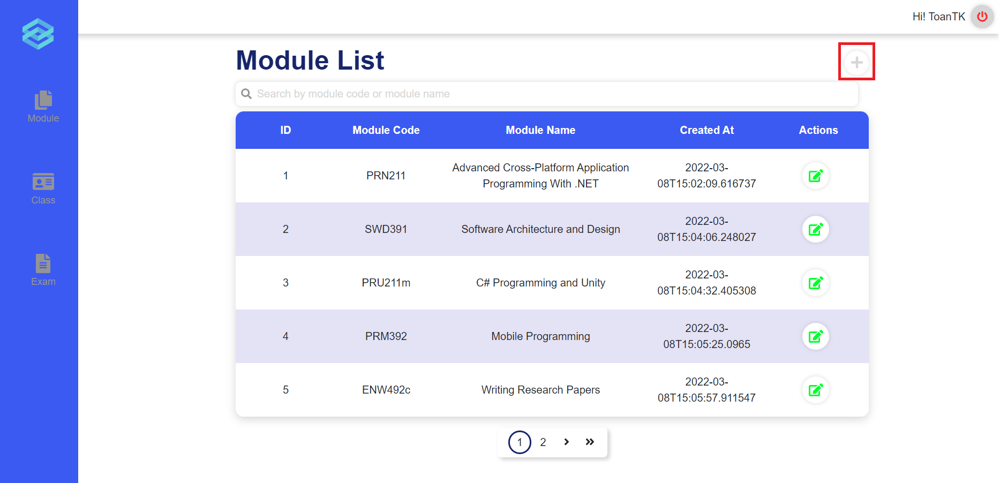 Hi! ToanTK
Module List
Search by module code or module name
Module
Class
Exam
ID Module Code Module Name Created At Actions
1 PRN211 Advanced Cross-Platform Application Programming With .NET 2022-03-08T15:02:09.616737
2 SWD391 Software Architecture and Design 2022-03-08T15:04:06.248027
3 PRU211m C# Programming and Unity 2022-03-08T15:04:32.405308
4 PRM392 Mobile Programming 2022-03-08T15:05:25.0965
5 ENW492c Writing Research Papers 2022-03-08T15:05:57.911547
1 2